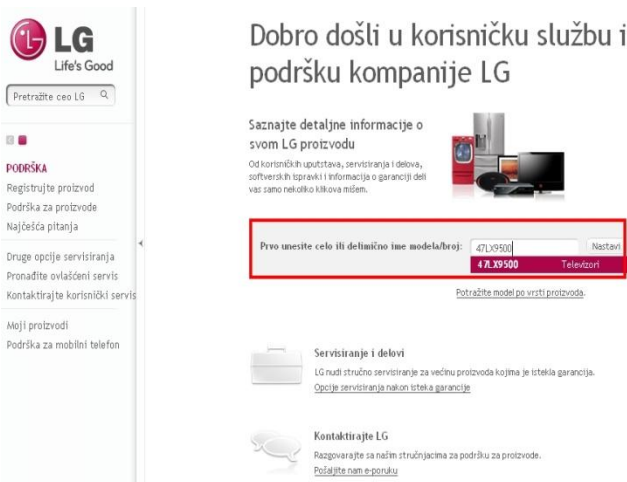 LG
Life's Good
Pretražite ceo LG
PODRŠKA
Registrujte proizvod
Podrška za proizvode
Najčešća pitanja
Druge opcije servisiranja
Pronađite ovlašćeni servis
Kontaktirajte korisnički servis
Moji proizvodi
Podrška za mobilni telefon
Dobro došli u korisničku službu i
podršku kompanije LG
Saznajte detaljne informacije o
svom LG proizvodu
Od korisničkih uputstava, servisiranja i delova,
softverskih ispravki i informacija o garanciji deli
vas samo nekoliko klikova mišem.
Prvo unesite celo ili delimično ime modela/broj: 47LX9500 Nastavi
47LX9500 Televizori
Potražite model po vrsti proizvoda.
Servisiranje i delovi
LG nudi stručno servisiranje za većinu proizvoda kojima je istekla garancija.
Opcije servisiranja nakon isteka garancije
Kontaktirajte LG
Razgovarajte sa našim stručnjacima za podršku za proizvode.
Pošaljite nam e-poruku